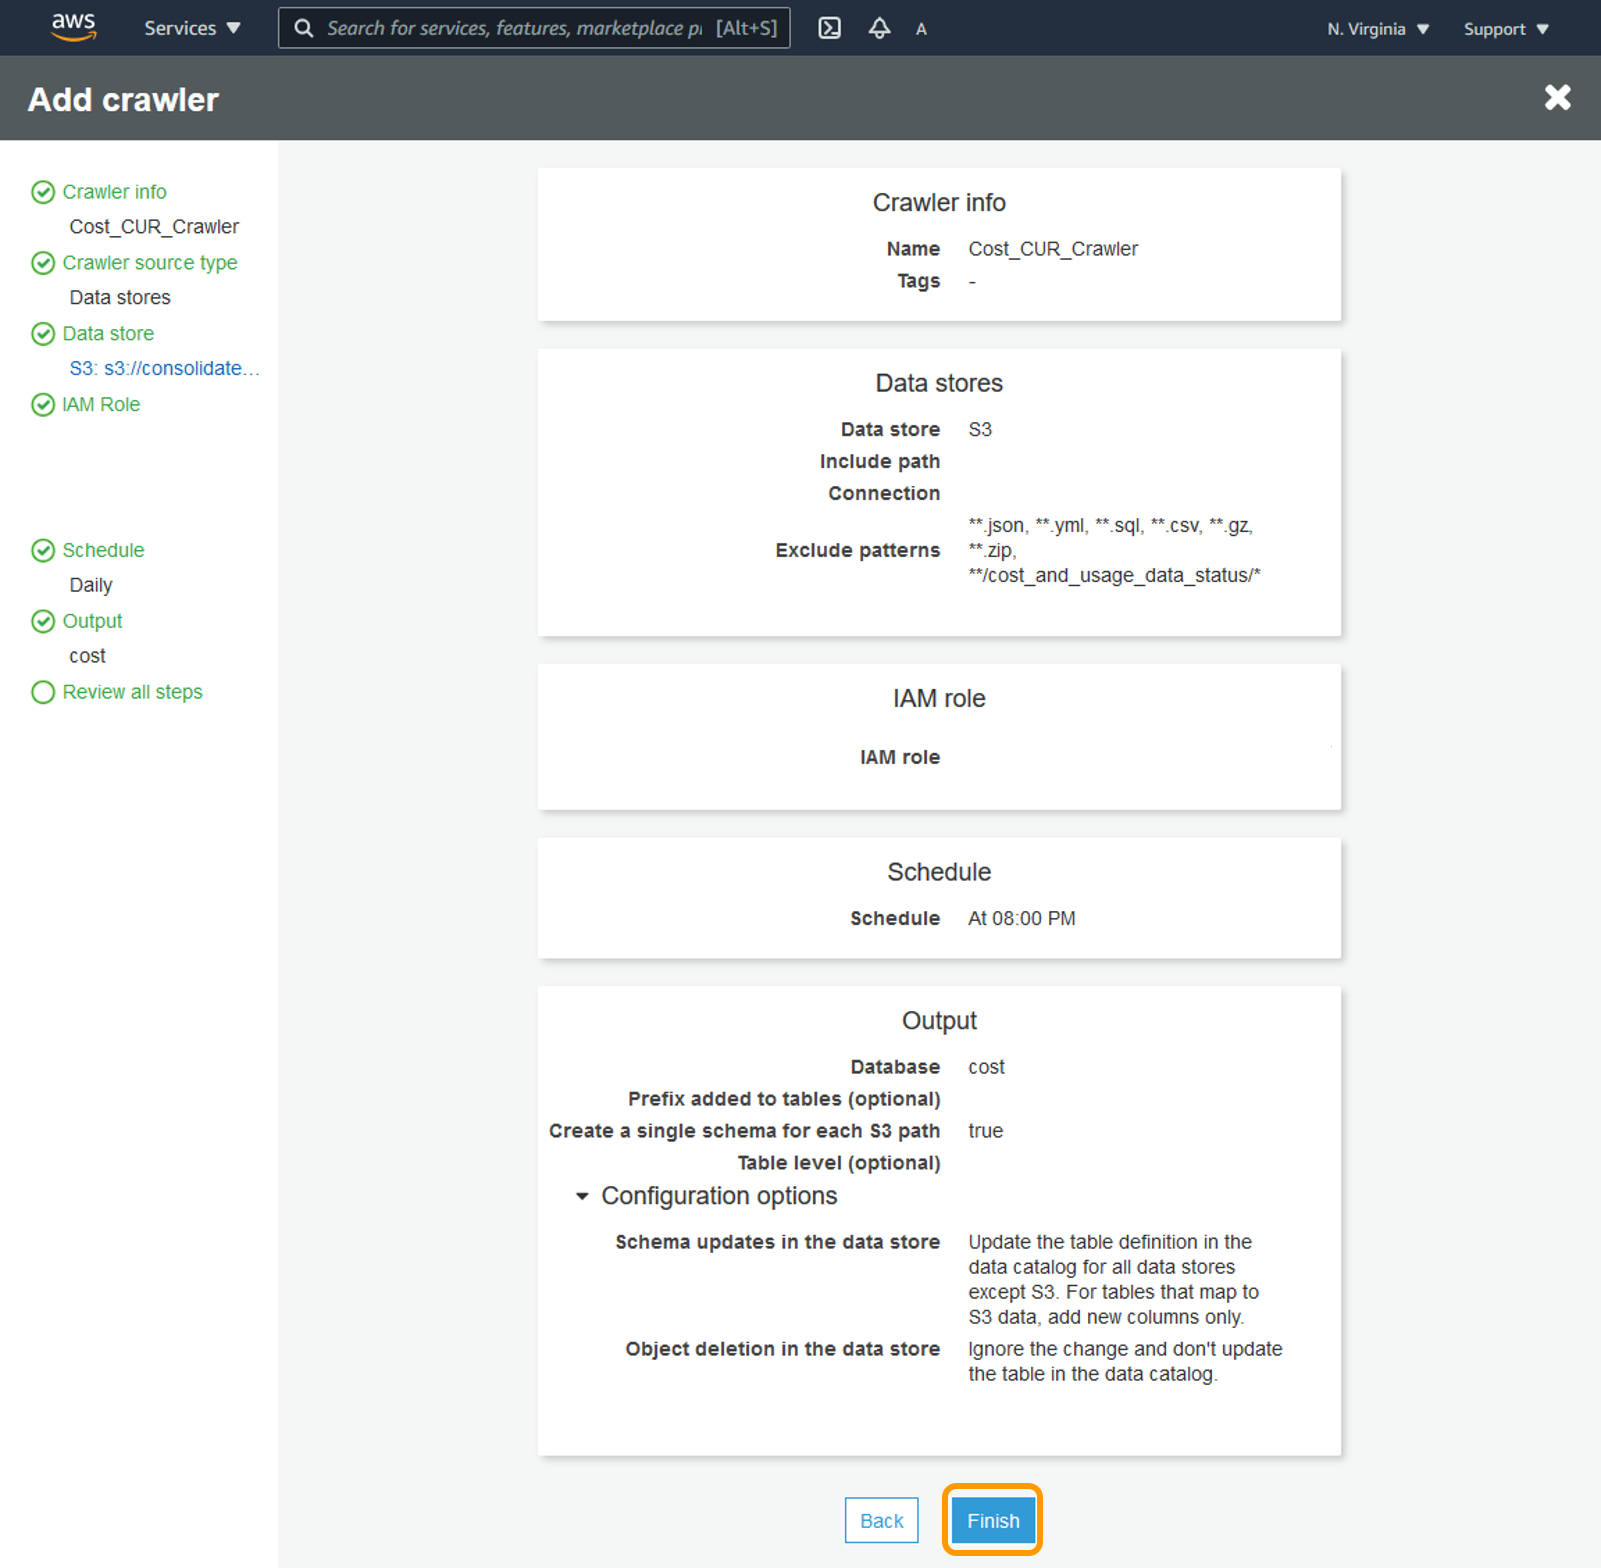 aws
Services ▼
Search for services, features, marketplace pr [Alt+S]
A
N. Virginia ▼
Support ▼
Add crawler
Crawler info
Cost_CUR_Crawler
Crawler source type
Data stores
Data store
S3: s3://consolidate...
IAM Role
Schedule
Daily
Output
cost
Review all steps
Crawler info
Name Cost_CUR_Crawler
Tags -
Data stores
Data store S3
Include path
Connection
Exclude patterns
**.json, **.yml, **.sql, **.csv, **.gz,
**.zip,
**/cost_and_usage_data_status/*
IAM role
IAM role
Schedule
Schedule At 08:00 PM
Output
Database cost
Prefix added to tables (optional)
Create a single schema for each S3 path true
Table level (optional)
Configuration options
Schema updates in the data store Update the table definition in the
data catalog for all data stores
except S3. For tables that map to
S3 data, add new columns only.
Object deletion in the data store Ignore the change and don't update
the table in the data catalog.
Back
Finish